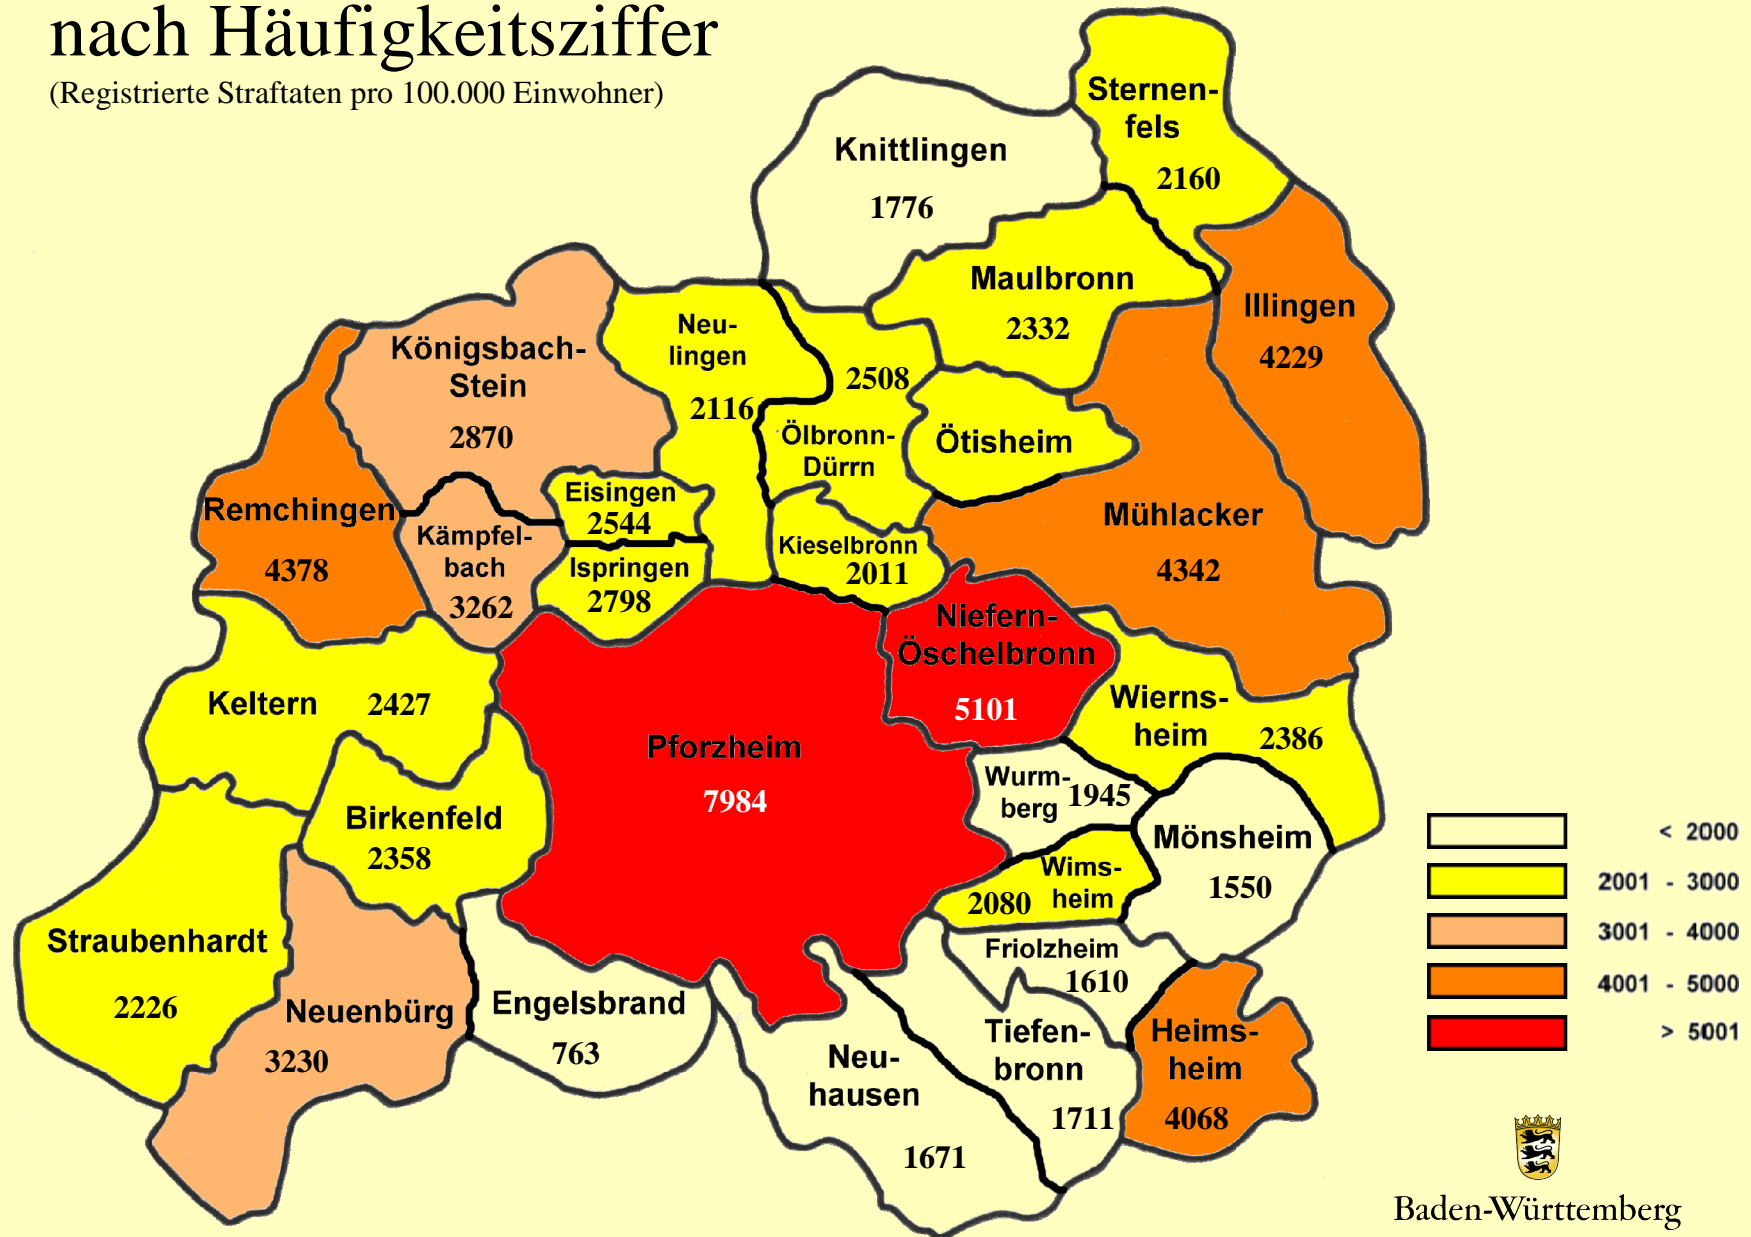 nach Häufigkeitsziffer
(Registrierte Straftaten pro 100.000 Einwohner)
Sternen-
fels
2160
Knittlingen
1776
Maulbronn
2332
Illingen
4229
Neu-
lingen
2116
Königsbach-
Stein
2870
2508
Ölbronn-
Dürrn
Ötisheim
Eisingen
2544
Remchingen
4378
Kämpfel-
bach
3262
Ispringen
2798
Kieselbronn
2011
Mühlacker
4342
Niefern-
Öschelbronn
5101
Keltern 2427
Pforzheim
7984
Wierns-
heim 2386
Wurm-
berg 1945
Birkenfeld
2358
Mönsheim
1550
Wims-
heim
2080
Straubenhardt
2226
Neuenbürg
3230
Engelsbrand
763
Friolzheim
1610
Tiefen-
bronn
1711
Heims-
heim
4068
Neu-
hausen
1671
< 2000
2001 - 3000
3001 - 4000
4001 - 5000
> 5001
Baden-Württemberg